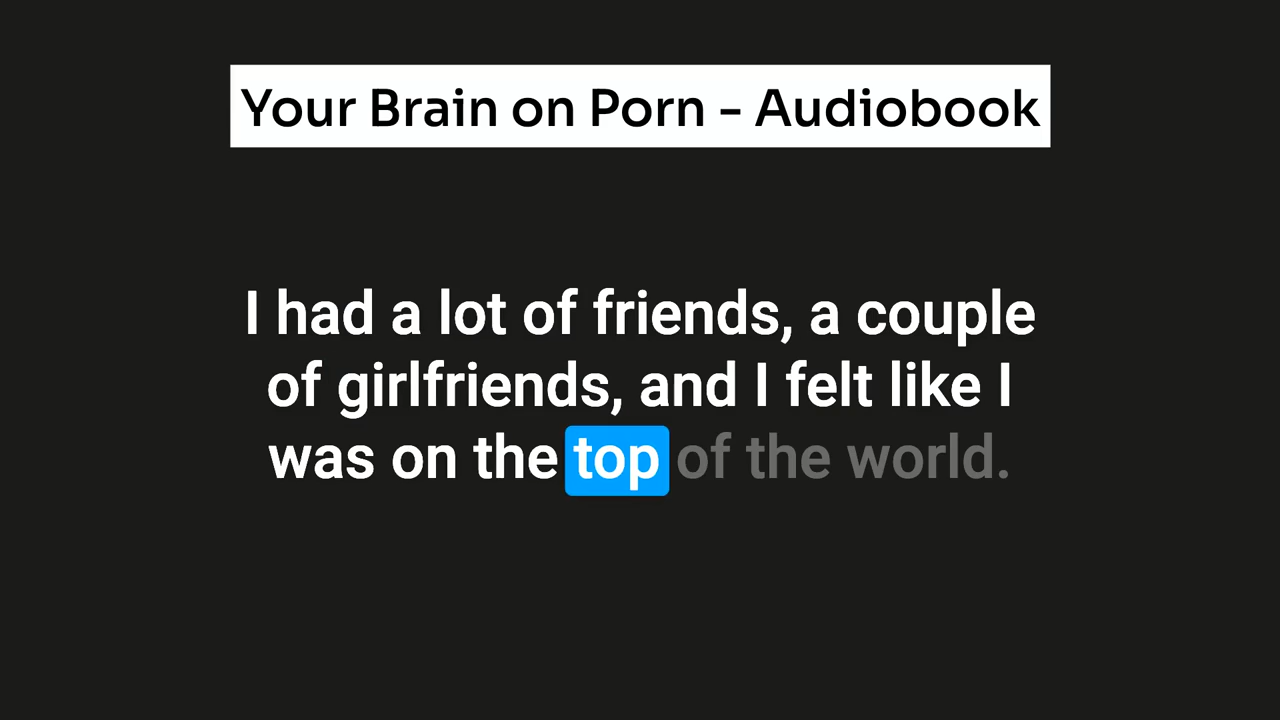 Your Brain on Porn - Audiobook
I had a lot of friends, a couple
of girlfriends, and I felt like I
was on the top of the world.